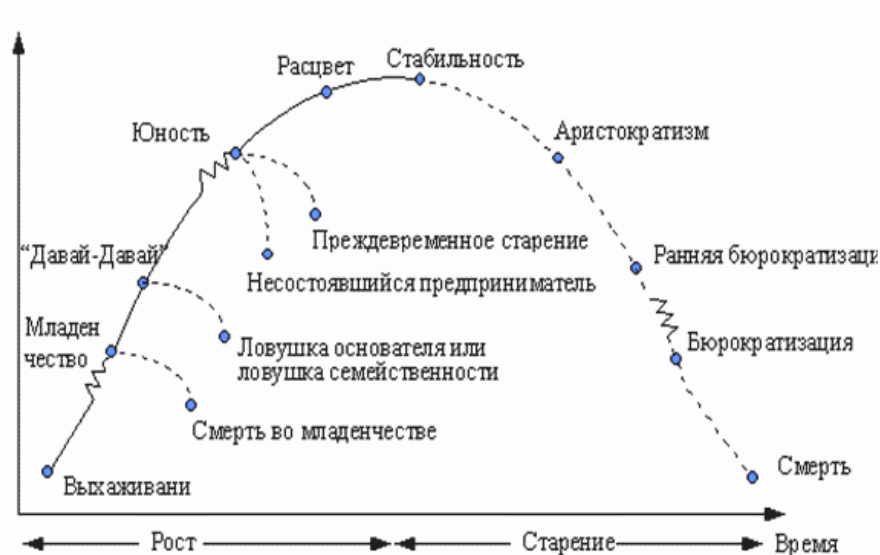 Расцвет
Стабильность
Юность
Аристократизм
Преждевременное старение
"Давай-Давай"
Несостоявшийся предприниматель
Ранняя бюрократизаци
Младен
чество
Ловушка основателя или
ловушка семейственности
Бюрократизация
Смерть во младенчестве
Выхаживани
Смерть
Рост
Старение
Время